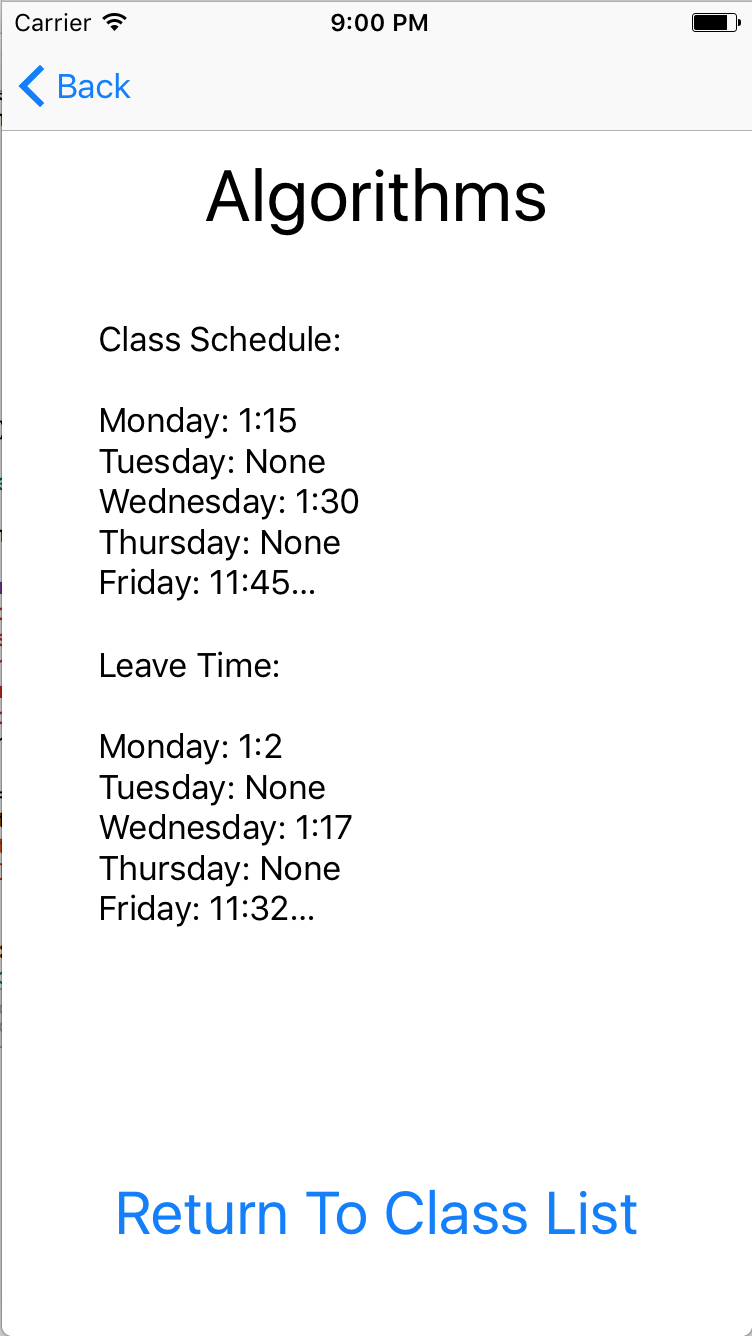 Carrier 9:00 PM
Back
Algorithms
Class Schedule:
Monday: 1:15
Tuesday: None
Wednesday: 1:30
Thursday: None
Friday: 11:45...
Leave Time:
Monday: 1:2
Tuesday: None
Wednesday: 1:17
Thursday: None
Friday: 11:32...
Return To Class List